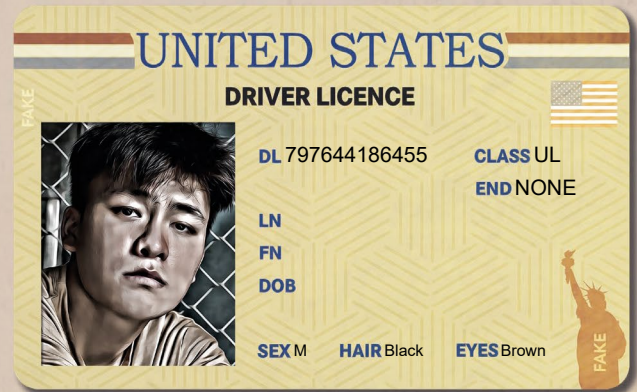 UNITED STATES
DRIVER LICENCE
FAKE
DL 797644186455 CLASS UL
END NONE
LN
FN
DOB
SEX M HAIR Black EYES Brown
FAKE